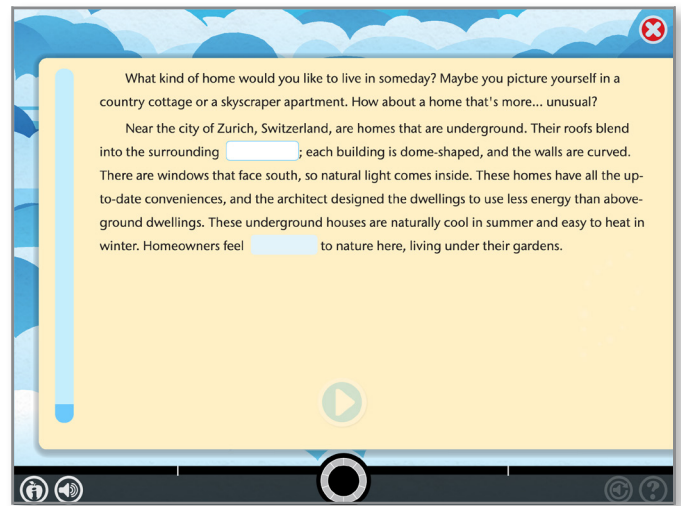 What kind of home would you like to live in someday? Maybe you picture yourself in a
country cottage or a skyscraper apartment. How about a home that's more... unusual?
Near the city of Zurich, Switzerland, are homes that are underground. Their roofs blend
into the surrounding ; each building is dome-shaped, and the walls are curved.
There are windows that face south, so natural light comes inside. These homes have all the up-
to-date conveniences, and the architect designed the dwellings to use less energy than above-
ground dwellings. These underground houses are naturally cool in summer and easy to heat in
winter. Homeowners feel to nature here, living under their gardens.
?